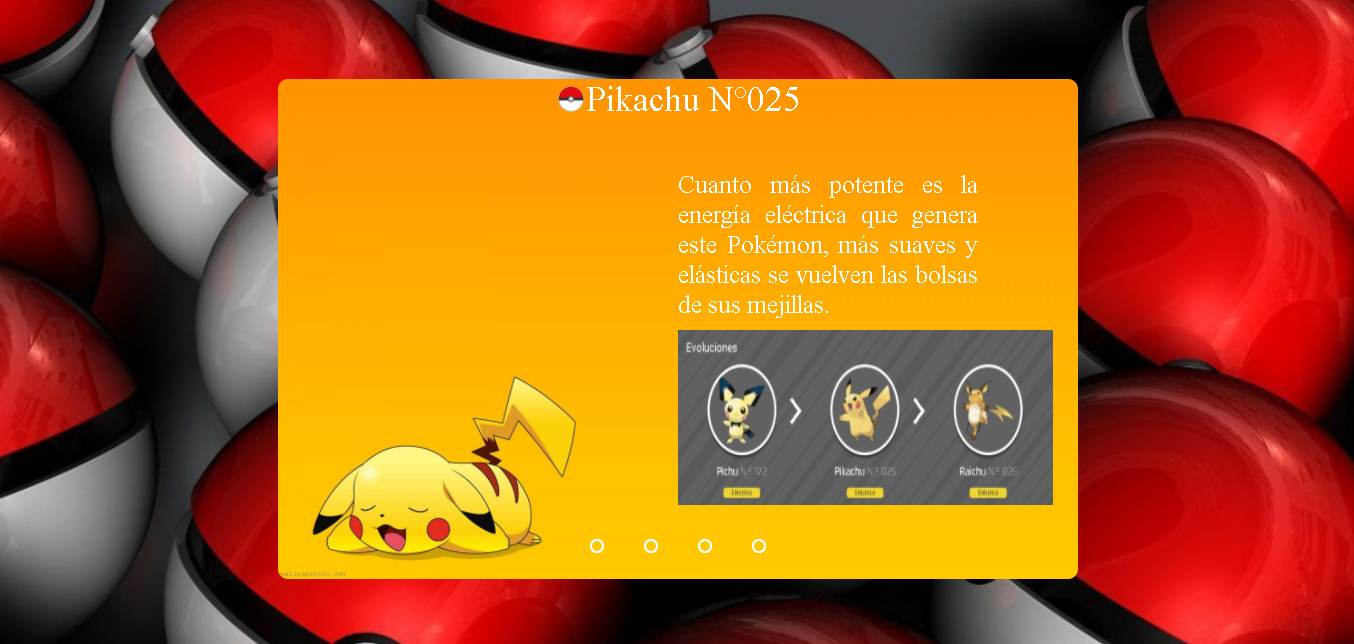 Pikachu N°025
Cuanto más potente es la
energía eléctrica que genera
este Pokémon, más suaves y
elásticas se vuelven las bolsas
de sus mejillas.
Evoluciones
Pichu N.º 172
Pikachu N.º 025
Raichu N.º 026
Eléctrico
Eléctrico
Eléctrico